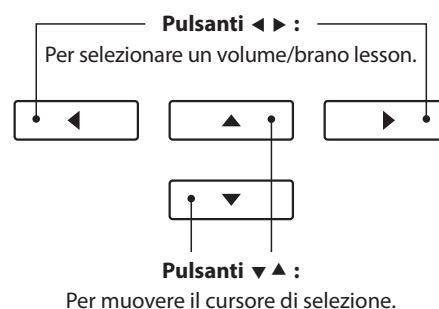 Pulsanti ◀ ▶ :
Per selezionare un volume/brano lesson.
Pulsanti ▼ ▲ :
Per muovere il cursore di selezione.